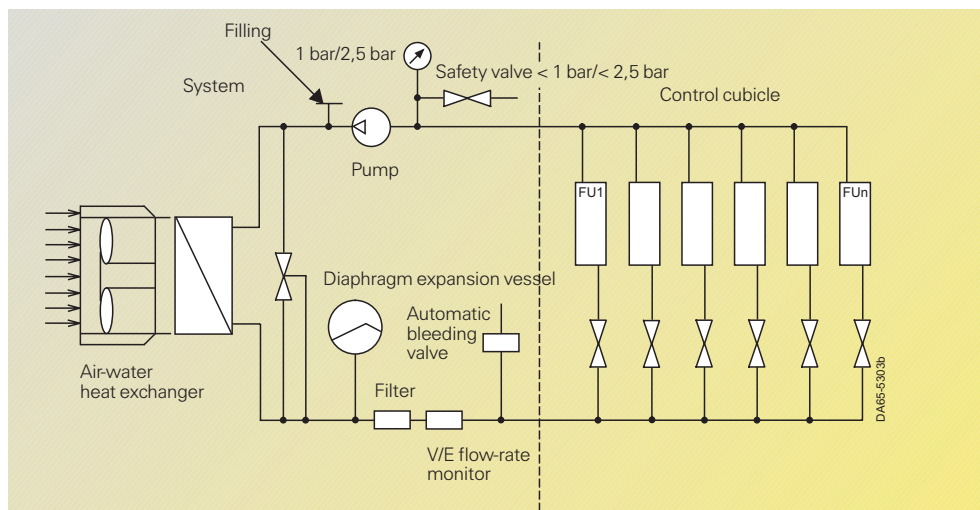 Filling
1 bar/2,5 bar
Safety valve < 1 bar/< 2,5 bar
System
Control cubicle
Pump
FU1
FUn
Diaphragm expansion vessel
Automatic
bleeding
valve
Air-water
heat exchanger
Filter
V/E flow-rate
monitor
DA65-5303b